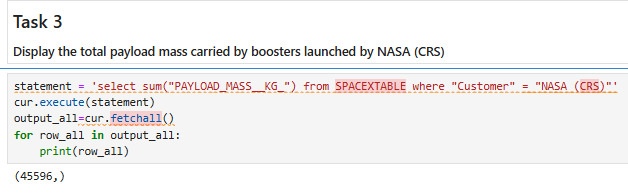 Task 3
Display the total payload mass carried by boosters launched by NASA (CRS)
statement = 'select sum("PAYLOAD_MASS__KG_") from SPACEXTABLE where "Customer" = "NASA (CRS)"'
cur.execute(statement)
output_all=cur.fetchall()
for row_all in output_all:
    print(row_all)
(45596,)